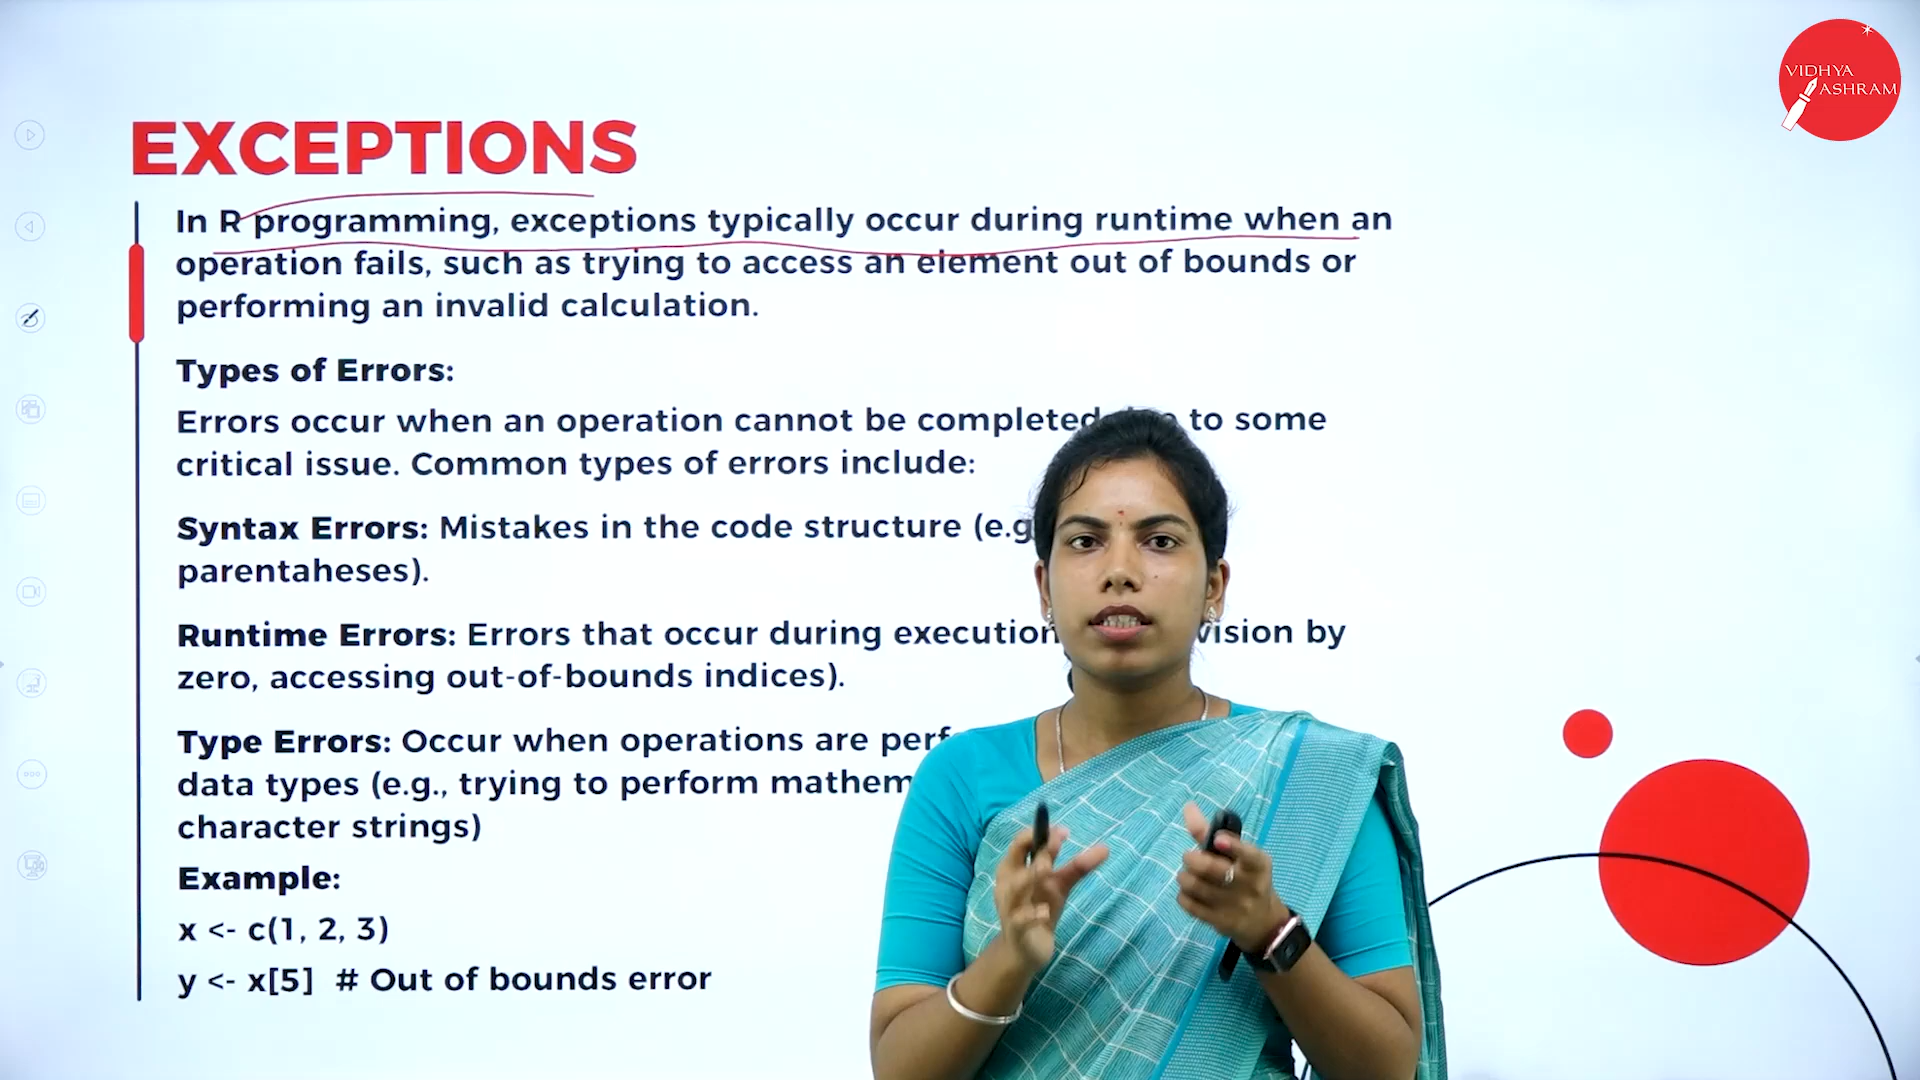 VIDHYA
ASHRAM
EXCEPTIONS
In R programming, exceptions typically occur during runtime when an
operation fails, such as trying to access an element out of bounds or
performing an invalid calculation.
Types of Errors:
Errors occur when an operation cannot be completed to some
critical issue. Common types of errors include:
Syntax Errors: Mistakes in the code structure (e.g
parentaheses).
Runtime Errors: Errors that occur during execution vision by
zero, accessing out-of-bounds indices).
Type Errors: Occur when operations are perf
data types (e.g., trying to perform mathem
character strings)
Example:
x <- c(1, 2, 3)
y <- x[5] # Out of bounds error